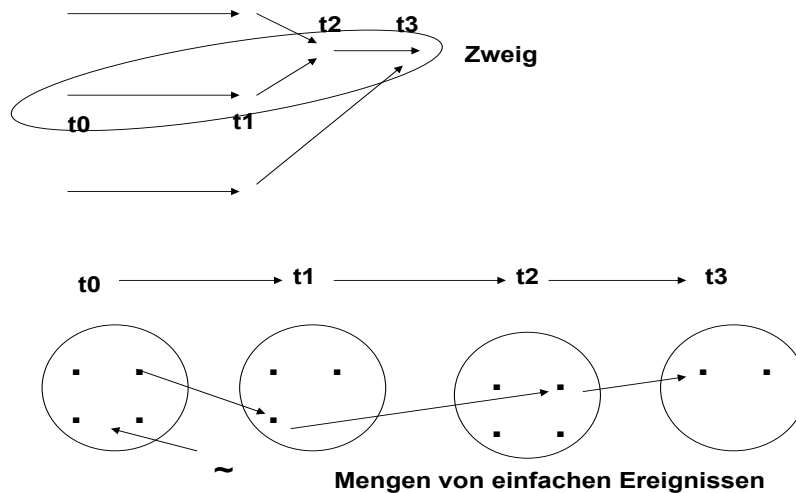 t2 t3
Zweig
t0 t1
t0 t1 t2 t3
~
Mengen von einfachen Ereignissen